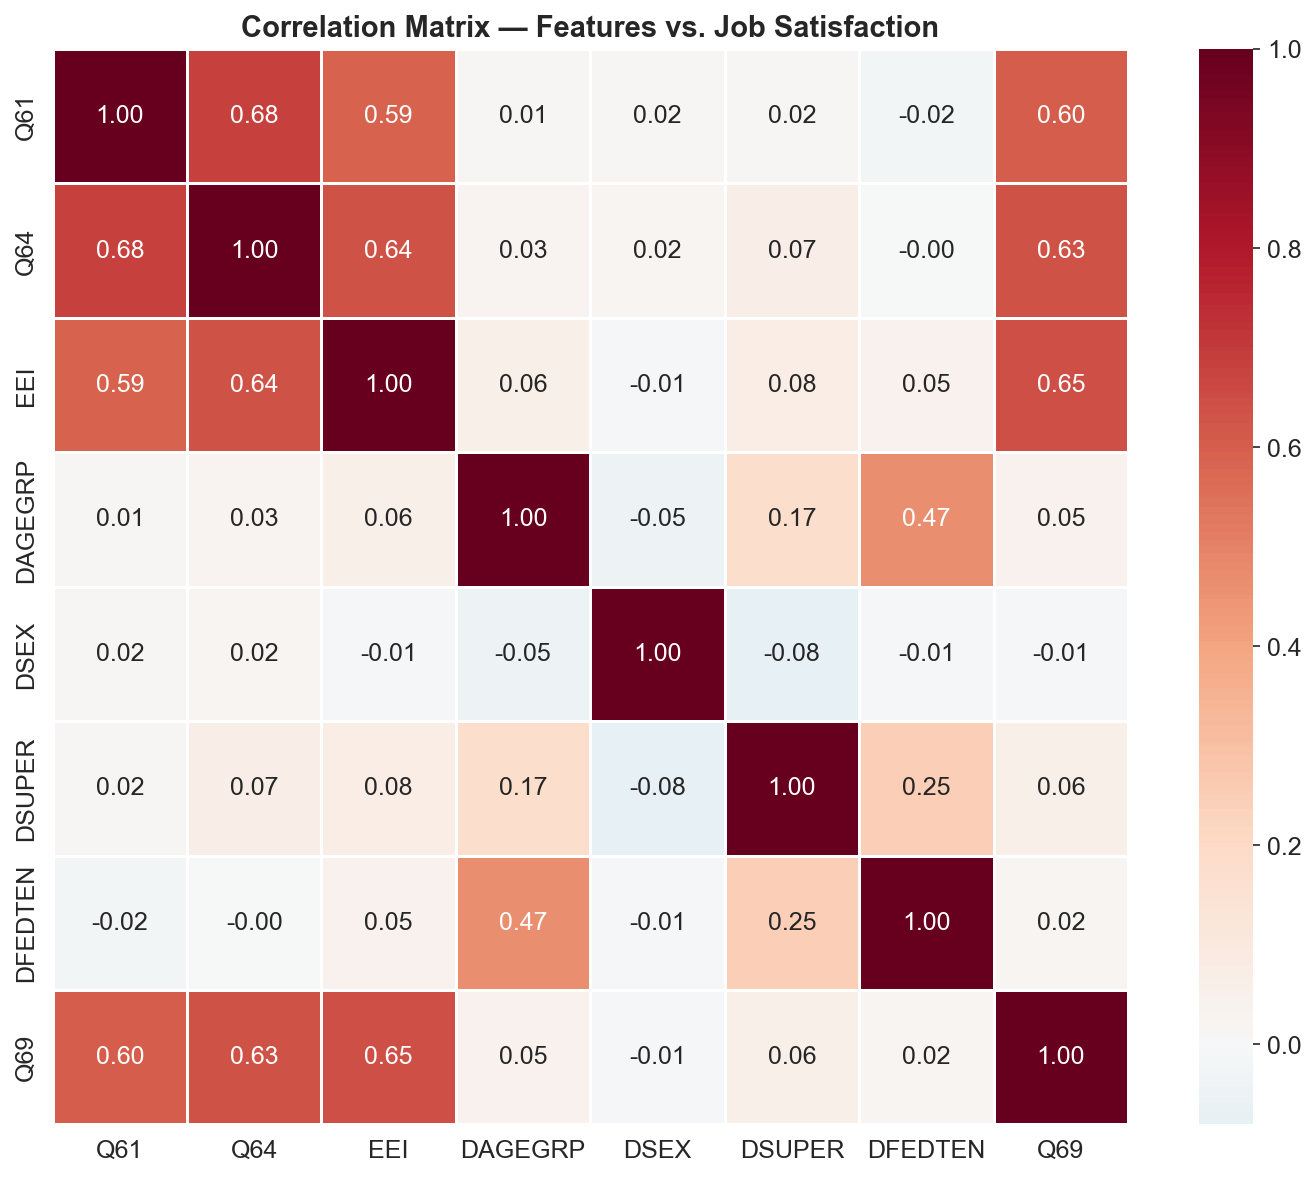 Correlation Matrix — Features vs. Job Satisfaction
Q61 1.00 0.68 0.59 0.01 0.02 0.02 -0.02 0.60
Q64 0.68 1.00 0.64 0.03 0.02 0.07 -0.00 0.63
EEI 0.59 0.64 1.00 0.06 -0.01 0.08 0.05 0.65
DAGEGRP 0.01 0.03 0.06 1.00 -0.05 0.17 0.47 0.05
DSEX 0.02 0.02 -0.01 -0.05 1.00 -0.08 -0.01 -0.01
DSUPER 0.02 0.07 0.08 0.17 -0.08 1.00 0.25 0.06
DFEDTEN -0.02 -0.00 0.05 0.47 -0.01 0.25 1.00 0.02
Q69 0.60 0.63 0.65 0.05 -0.01 0.06 0.02 1.00
Q61 Q64 EEI DAGEGRP DSEX DSUPER DFEDTEN Q69
1.0
0.8
0.6
0.4
0.2
0.0